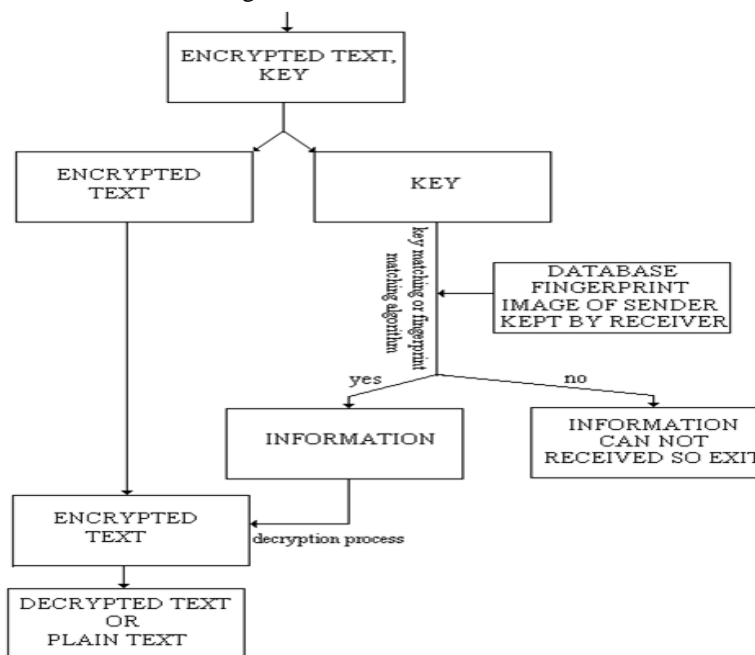 ENCRYPTED TEXT,
KEY
ENCRYPTED
TEXT
KEY
key matching or fingerprint
matching algorithm
DATABASE
FINGERPRINT
IMAGE OF SENDER
KEPT BY RECEIVER
yes
no
INFORMATION
INFORMATION
CAN NOT
RECEIVED SO EXIT
ENCRYPTED
TEXT
decryption process
DECRYPTED TEXT
OR
PLAIN TEXT